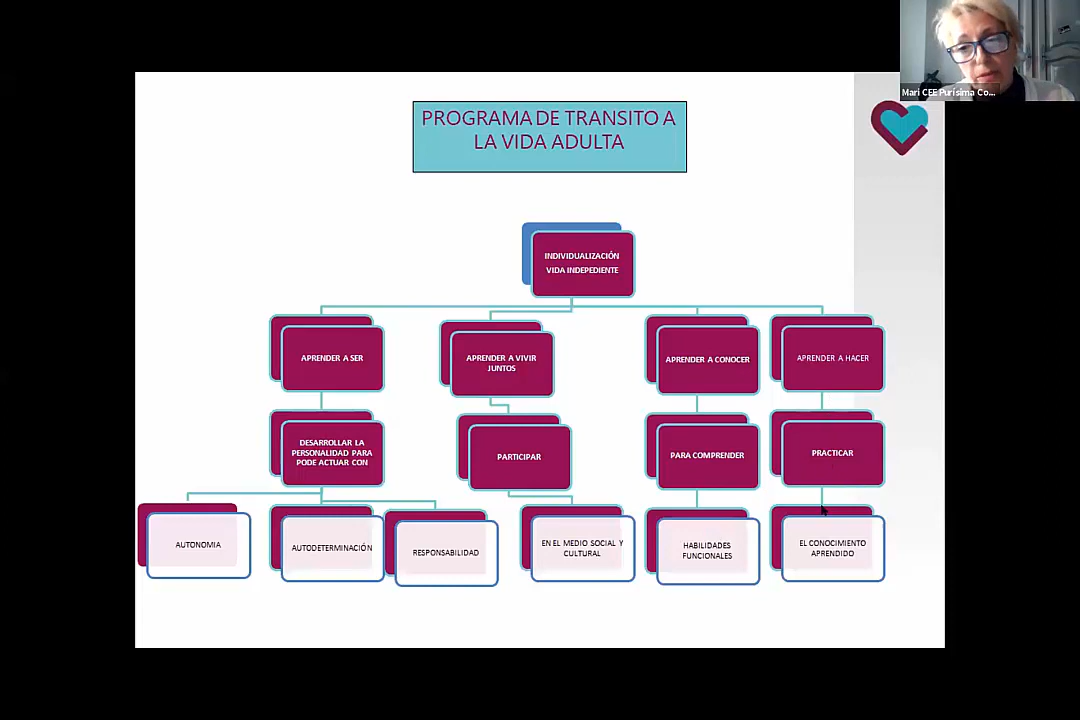 Mari CEE Purísima Co...
PROGRAMA DE TRANSITO A
LA VIDA ADULTA
INDIVIDUALIZACIÓN
VIDA INDEPEDIENTE
APRENDER A SER
APRENDER A VIVIR
JUNTOS
APRENDER A CONOCER
APRENDER A HACER
DESARROLLAR LA
PERSONALIDAD PARA
PODE ACTUAR CON
PARTICIPAR
PARA COMPRENDER
PRACTICAR
AUTONOMIA
AUTODETERMINACIÓN
RESPONSABILIDAD
EN EL MEDIO SOCIAL Y
CULTURAL
HABILIDADES
FUNCIONALES
EL CONOCIMIENTO
APRENDIDO